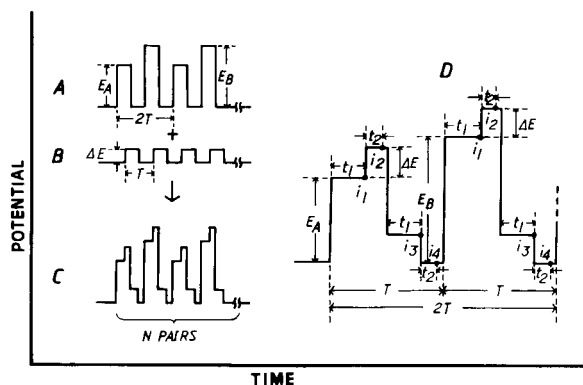 POTENTIAL
A
E_A
E_B
2T
+
B
ΔE
T
C
N PAIRS
D
t_2
i_2
ΔE
t_1
i_1
t_2
i_2
ΔE
t_1
i_1
E_A
E_B
t_1
i_3
i_4
t_2
t_1
i_3
i_4
t_2
T
T
2T
TIME